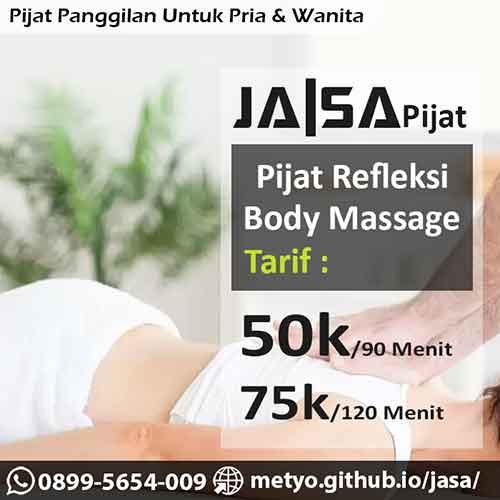 Pijat Panggilan Untuk Pria & Wanita
JA|SA Pijat
Pijat Refleksi
Body Massage
Tarif :
50k/90 Menit
75k/120 Menit
0899-5654-009 metyo.github.io/jasa/